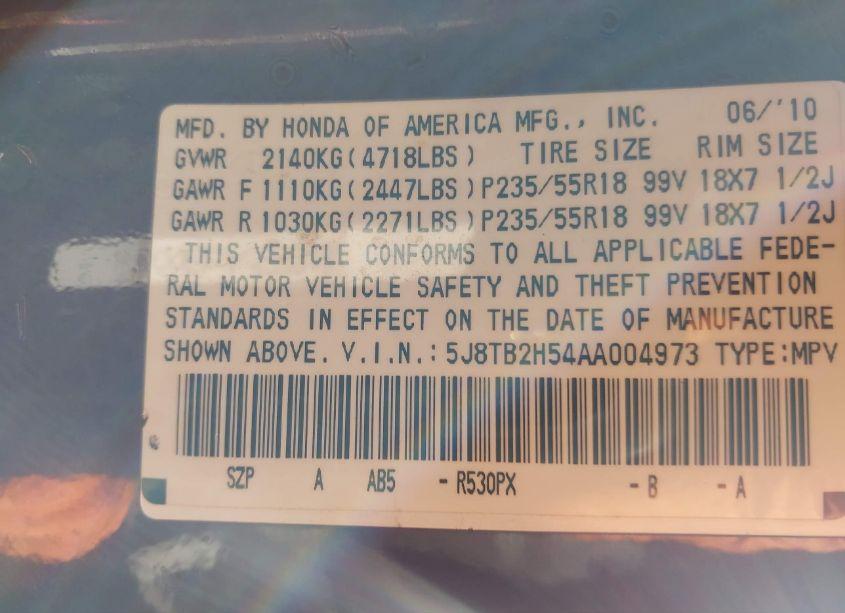 MFD. BY HONDA OF AMERICA MFG., INC. 06/'10
GVWR 2140KG(4718LBS) TIRE SIZE RIM SIZE
GAWR F 1110KG(2447LBS)P235/55R18 99V 18X7 1/2J
GAWR R 1030KG(2271LBS)P235/55R18 99V 18X7 1/2J
THIS VEHICLE CONFORMS TO ALL APPLICABLE FEDE-
RAL MOTOR VEHICLE SAFETY AND THEFT PREVENTION
STANDARDS IN EFFECT ON THE DATE OF MANUFACTURE
SHOWN ABOVE. V.I.N.: 5J8TB2H54AA004973 TYPE:MPV
SZP A AB5 - R530PX - B - A